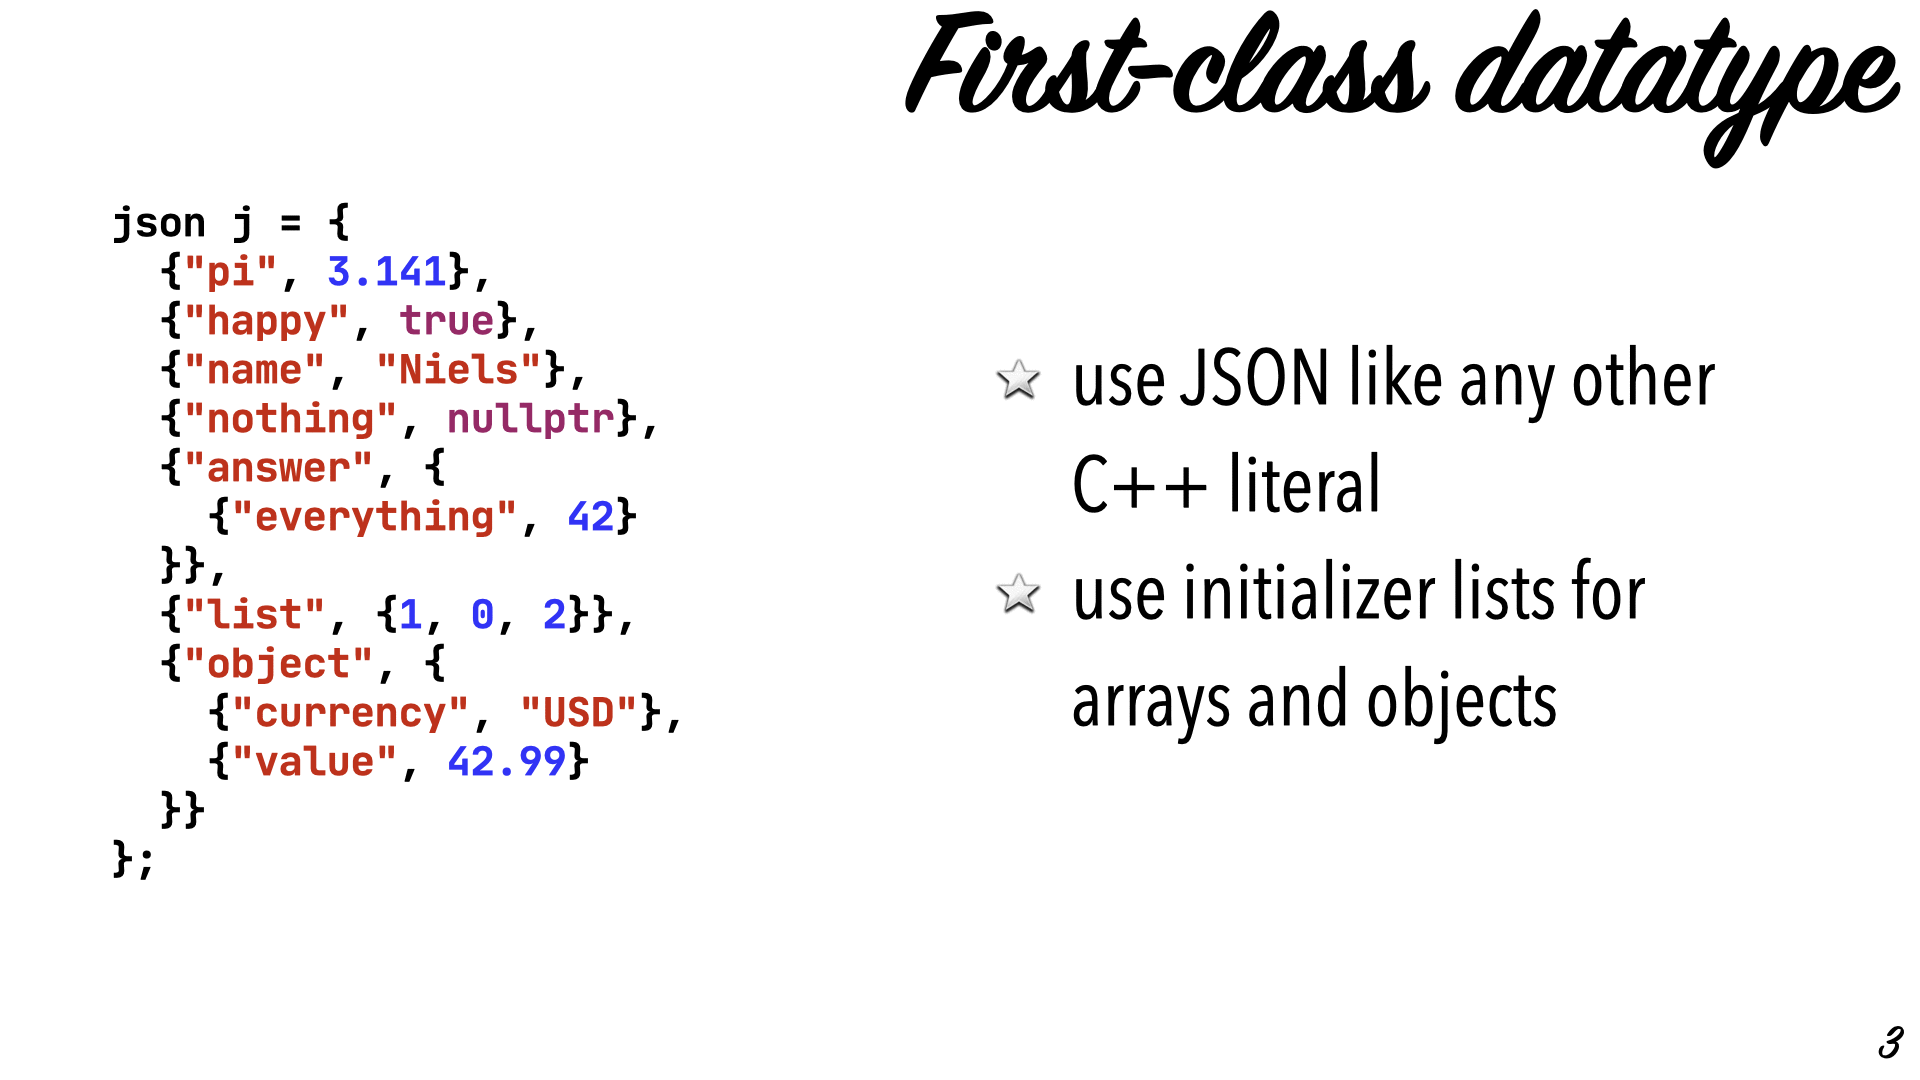 First-class datatype
json j = {
  {"pi", 3.141},
  {"happy", true},
  {"name", "Niels"},
  {"nothing", nullptr},
  {"answer", {
    {"everything", 42}
  }},
  {"list", {1, 0, 2}},
  {"object", {
    {"currency", "USD"},
    {"value", 42.99}
  }}
};
use JSON like any other
C++ literal
use initializer lists for
arrays and objects
3